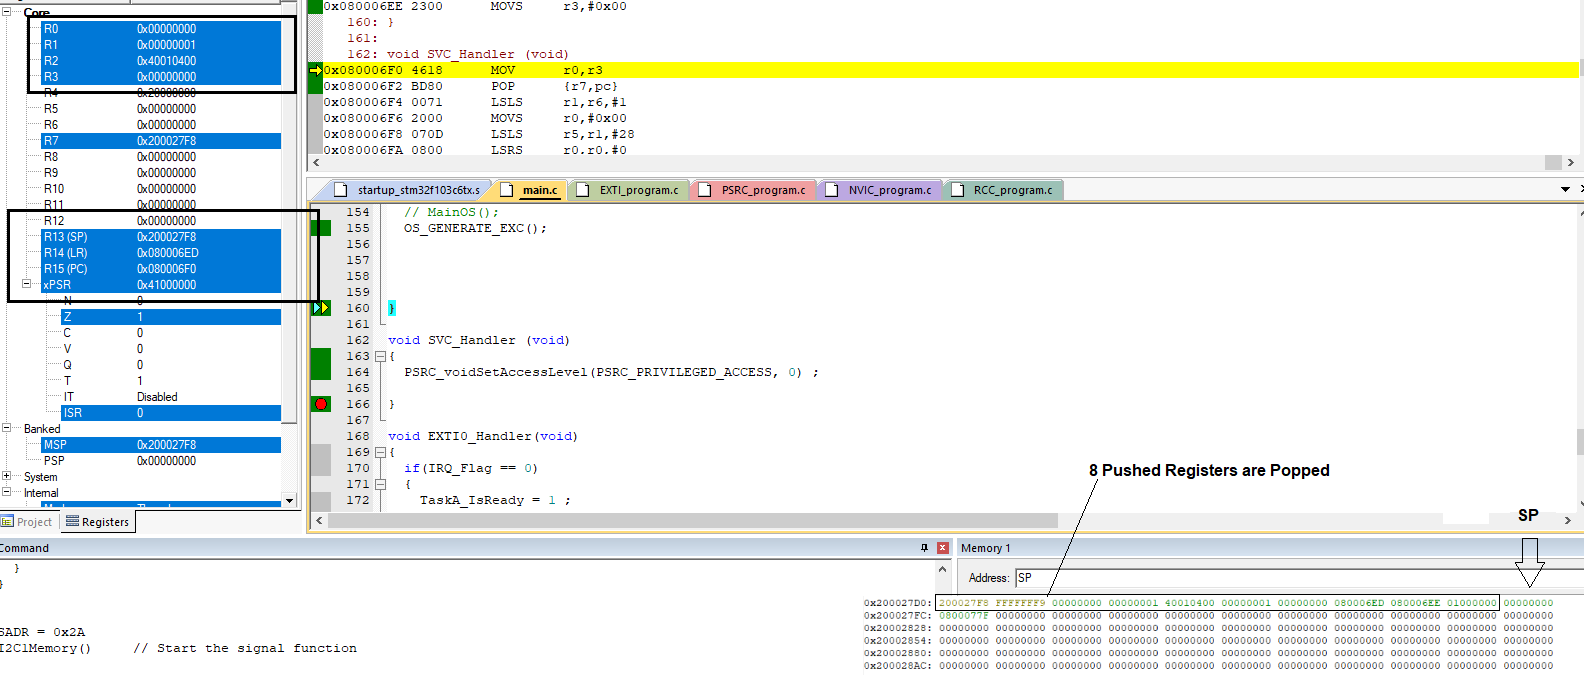 Core
R0 0x00000000
R1 0x00000001
R2 0x40010400
R3 0x00000000
R4 0x20000000
R5 0x00000000
R6 0x00000000
R7 0x200027F8
R8 0x00000000
R9 0x00000000
R10 0x00000000
R11 0x00000000
R12 0x00000000
R13 (SP) 0x200027F8
R14 (LR) 0x080006ED
R15 (PC) 0x080006F0
xPSR 0x41000000
N 0
Z 1
C 0
V 0
Q 0
T 1
IT Disabled
ISR 0
Banked
MSP 0x200027F8
PSP 0x00000000
System
Internal
Project Registers
0x080006EE 2300 MOVS r3,#0x00
160: }
161:
162: void SVC_Handler (void)
0x080006F0 4618 MOV r0,r3
0x080006F2 BD80 POP {r7,pc}
0x080006F4 0071 LSLS r1,r6,#1
0x080006F6 2000 MOVS r0,#0x00
0x080006F8 070D LSLS r5,r1,#28
0x080006FA 0800 LSRS r0,r0,#0
startup_stm32f103c6tx.s main.c EXTI_program.c PSRC_program.c NVIC_program.c RCC_program.c
154 // MainOS();
155 OS_GENERATE_EXC();
156
157
158
159
160 }
161
162 void SVC_Handler (void)
163 {
164 PSRC_voidSetAccessLevel(PSRC_PRIVILEGED_ACCESS, 0) ;
165
166 }
167
168 void EXTI0_Handler(void)
169 {
170 if(IRQ_Flag == 0)
171 {
172 TaskA_IsReady = 1 ;
8 Pushed Registers are Popped
SP
Command
}
}
SADR = 0x2A
I2C1Memory() // Start the signal function
Memory 1
Address: SP
0x200027D0: 200027F8 FFFFFFF9 00000000 00000001 40010400 00000001 00000000 080006ED 080006EE 01000000 00000000
0x200027FC: 0800077F 00000000 00000000 00000000 00000000 00000000 00000000 00000000 00000000 00000000 00000000
0x20002828: 00000000 00000000 00000000 00000000 00000000 00000000 00000000 00000000 00000000 00000000 00000000
0x20002854: 00000000 00000000 00000000 00000000 00000000 00000000 00000000 00000000 00000000 00000000 00000000
0x20002880: 00000000 00000000 00000000 00000000 00000000 00000000 00000000 00000000 00000000 00000000 00000000
0x200028AC: 00000000 00000000 00000000 00000000 00000000 00000000 00000000 00000000 00000000 00000000 00000000